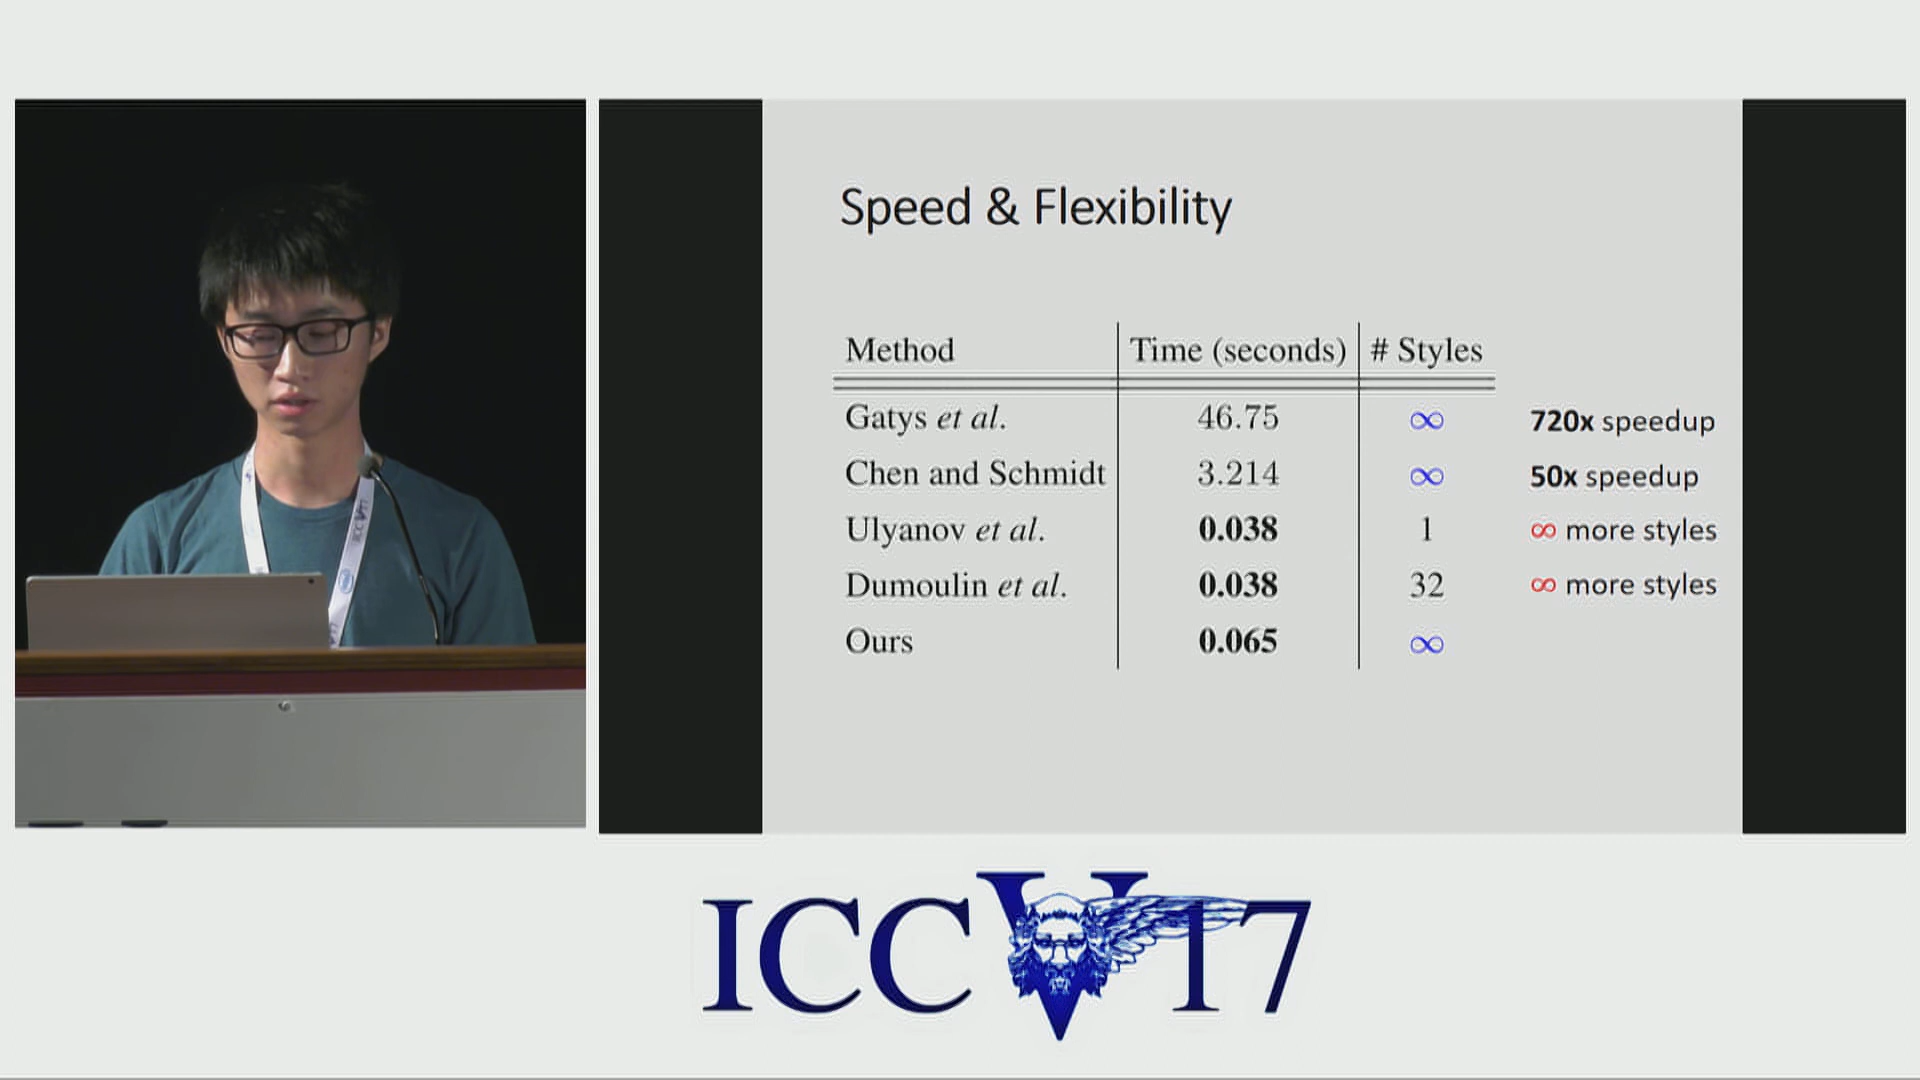 Speed & Flexibility
Method Time (seconds) # Styles
Gatys et al. 46.75 ∞ 720x speedup
Chen and Schmidt 3.214 ∞ 50x speedup
Ulyanov et al. 0.038 1 ∞ more styles
Dumoulin et al. 0.038 32 ∞ more styles
Ours 0.065 ∞
ICCV17